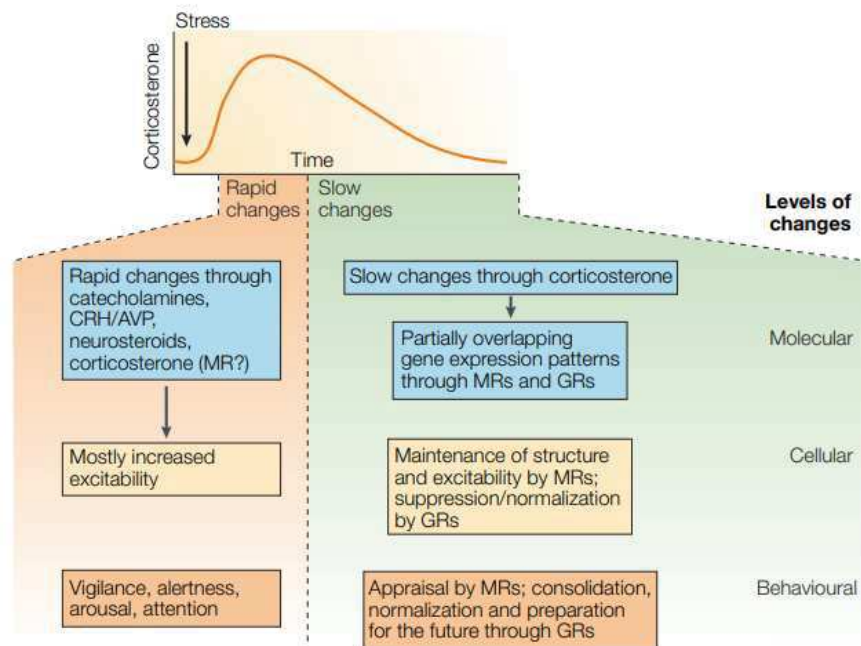 Stress
Corticosterone
Time
Rapid
changes
Slow
changes
Levels of
changes
Rapid changes through
catecholamines,
CRH/AVP,
neurosteroids,
corticosterone (MR?)
Slow changes through corticosterone
Partially overlapping
gene expression patterns
through MRs and GRs
Molecular
Mostly increased
excitability
Maintenance of structure
and excitability by MRs;
suppression/normalization
by GRs
Cellular
Vigilance, alertness,
arousal, attention
Appraisal by MRs; consolidation,
normalization and preparation
for the future through GRs
Behavioural